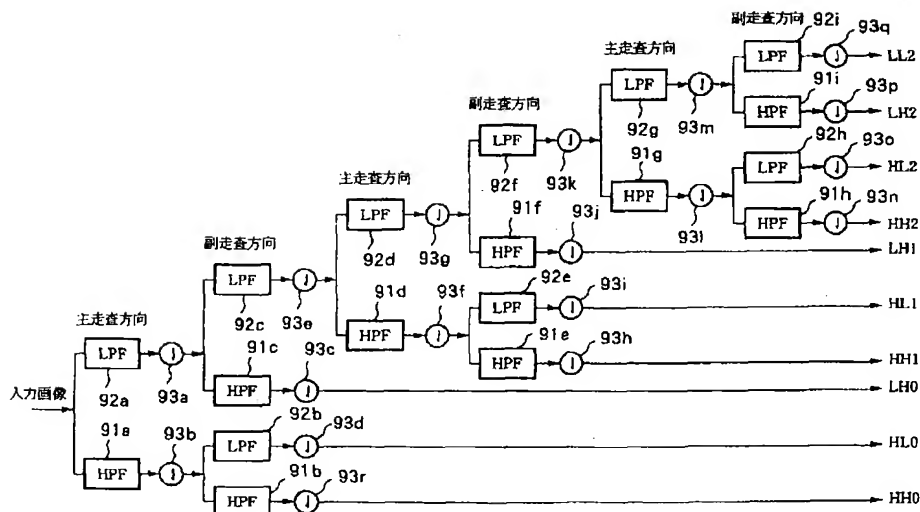 副走査方向
92i
93q
主走査方向
LPF
LL2
91i
93p
LPF
HPF
LH2
副走査方向
92g
93m
92h
93o
LPF
91g
LPF
HL2
92f
93k
HPF
91h
93n
主走査方向
91f
93j
93l
HPF
HH2
LPF
HPF
LH1
副走査方向
92d
93g
92e
93i
LPF
91d
93f
LPF
HL1
主走査方向
92c
93e
HPF
91e
93h
LPF
91c
93c
HPF
HH1
入力画像
92a
93a
HPF
LH0
91a
93b
92b
93d
HPF
LPF
HL0
91b
93r
HPF
HH0